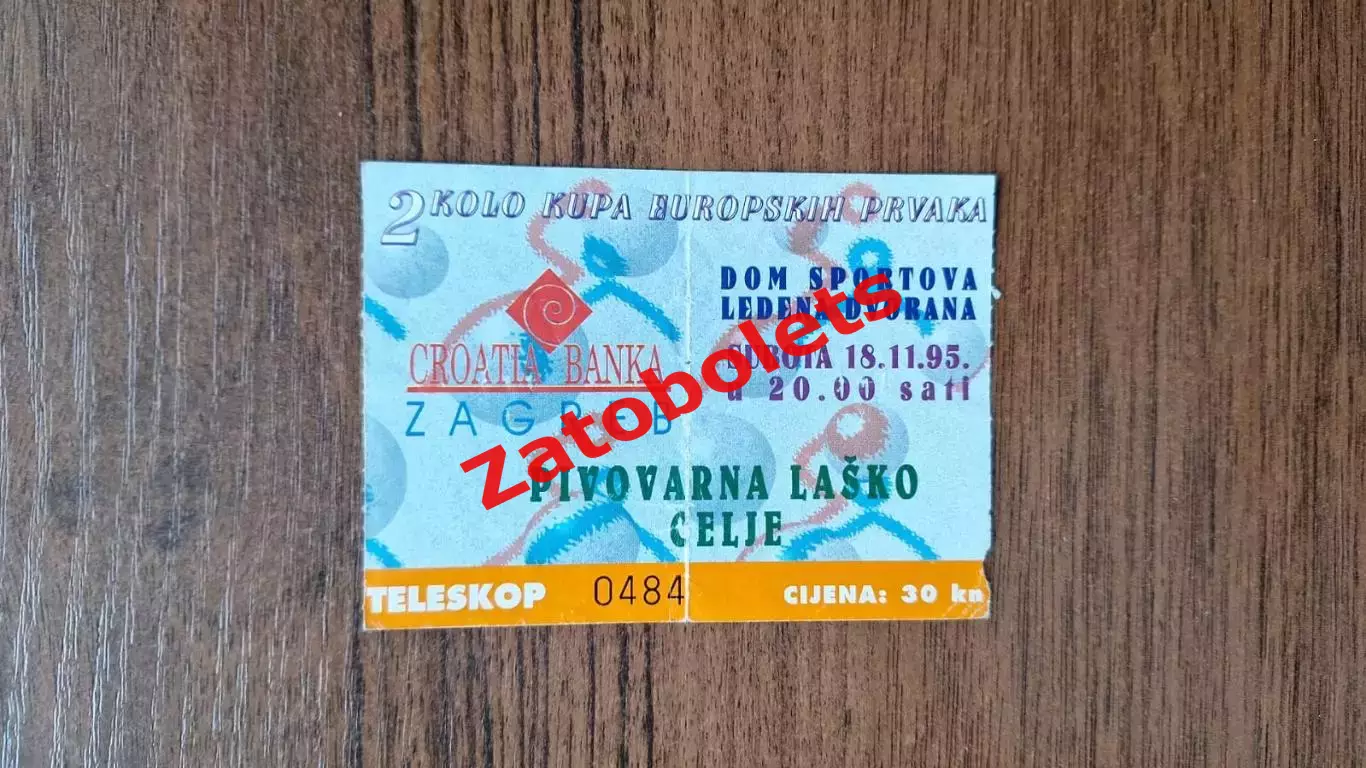 2 KOLO KUPA EUROPSKIH PRVAKA
CROATIA BANKA
ZAGREB
DOM SPORTOVA
LEDENA DVORANA
SUBOTA 18.11.95.
u 20.00 sati
PIVOVARNA LAŠKO
CELJE
TELESKOP 0484 CIJENA: 30 kn
Zatobolets